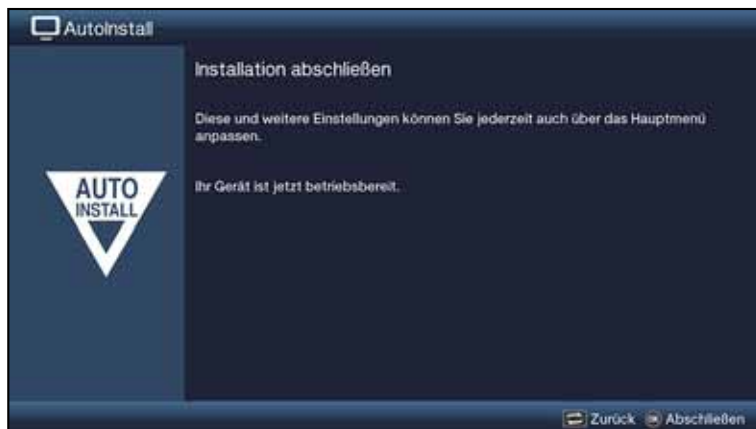 AutoInstall
Installation abschließen
Diese und weitere Einstellungen können Sie jederzeit auch über das Hauptmenü
anpassen.
AUTO
INSTALL
Ihr Gerät ist jetzt betriebsbereit.
Zurück OK Abschließen